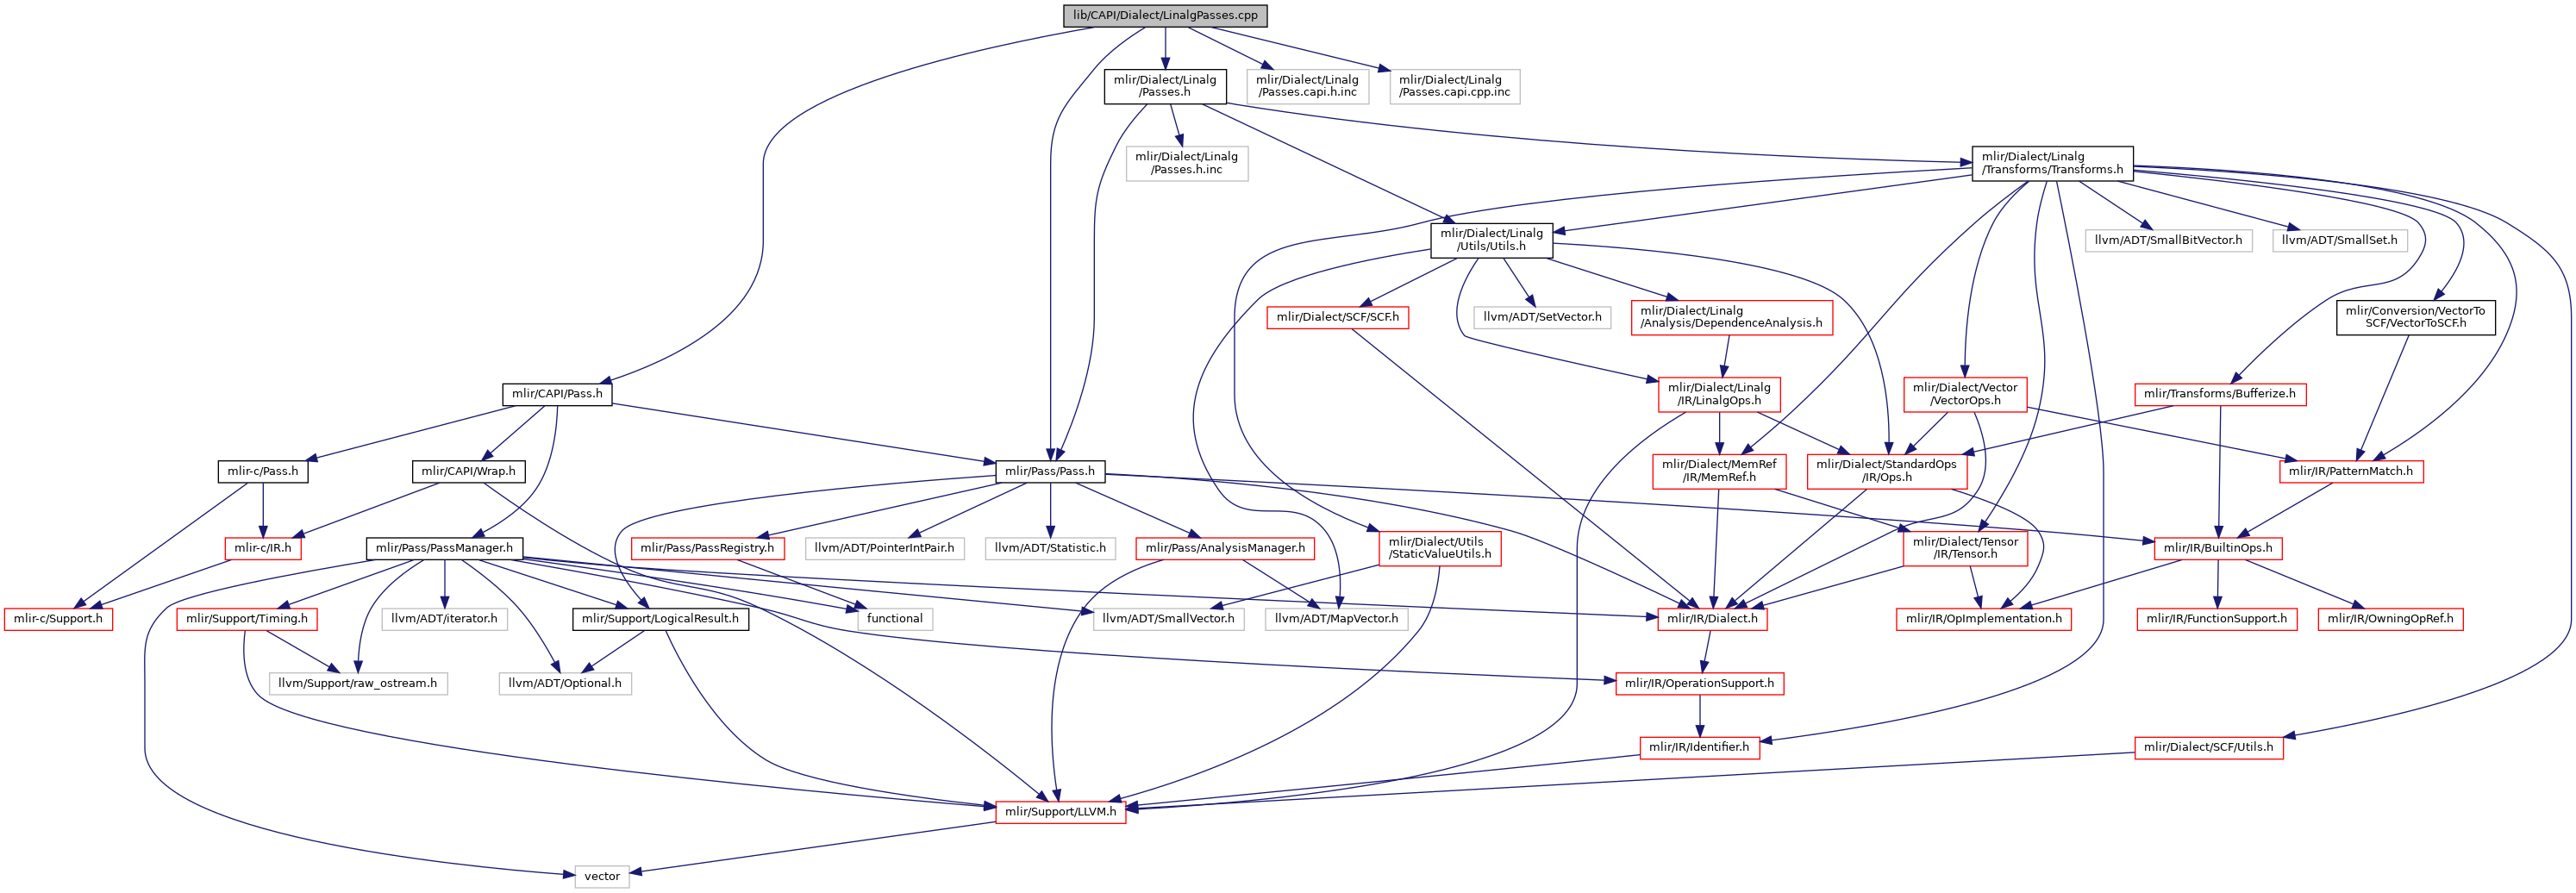 lib/CAPI/Dialect/LinalgPasses.cpp
mlir/Dialect/Linalg
/Passes.h
mlir/Dialect/Linalg
/Passes.capi.h.inc
mlir/Dialect/Linalg
/Passes.capi.cpp.inc
mlir/Dialect/Linalg
/Passes.h.inc
mlir/Dialect/Linalg
/Transforms/Transforms.h
mlir/Dialect/Linalg
/Utils/Utils.h
llvm/ADT/SmallBitVector.h
llvm/ADT/SmallSet.h
mlir/Dialect/SCF/SCF.h
llvm/ADT/SetVector.h
mlir/Dialect/Linalg
/Analysis/DependenceAnalysis.h
mlir/Conversion/VectorTo
SCF/VectorToSCF.h
mlir/CAPI/Pass.h
mlir/Dialect/Linalg
/IR/LinalgOps.h
mlir/Dialect/Vector
/VectorOps.h
mlir/Transforms/Bufferize.h
mlir-c/Pass.h
mlir/CAPI/Wrap.h
mlir/Pass/Pass.h
mlir/Dialect/MemRef
/IR/MemRef.h
mlir/Dialect/StandardOps
/IR/Ops.h
mlir/IR/PatternMatch.h
mlir-c/IR.h
mlir/Pass/PassManager.h
mlir/Pass/PassRegistry.h
llvm/ADT/PointerIntPair.h
llvm/ADT/Statistic.h
mlir/Pass/AnalysisManager.h
mlir/Dialect/Utils
/StaticValueUtils.h
mlir/Dialect/Tensor
/IR/Tensor.h
mlir/IR/BuiltinOps.h
mlir-c/Support.h
mlir/Support/Timing.h
llvm/ADT/iterator.h
mlir/Support/LogicalResult.h
functional
llvm/ADT/SmallVector.h
llvm/ADT/MapVector.h
mlir/IR/Dialect.h
mlir/IR/OpImplementation.h
mlir/IR/FunctionSupport.h
mlir/IR/OwningOpRef.h
llvm/Support/raw_ostream.h
llvm/ADT/Optional.h
mlir/IR/OperationSupport.h
mlir/IR/Identifier.h
mlir/Dialect/SCF/Utils.h
mlir/Support/LLVM.h
vector